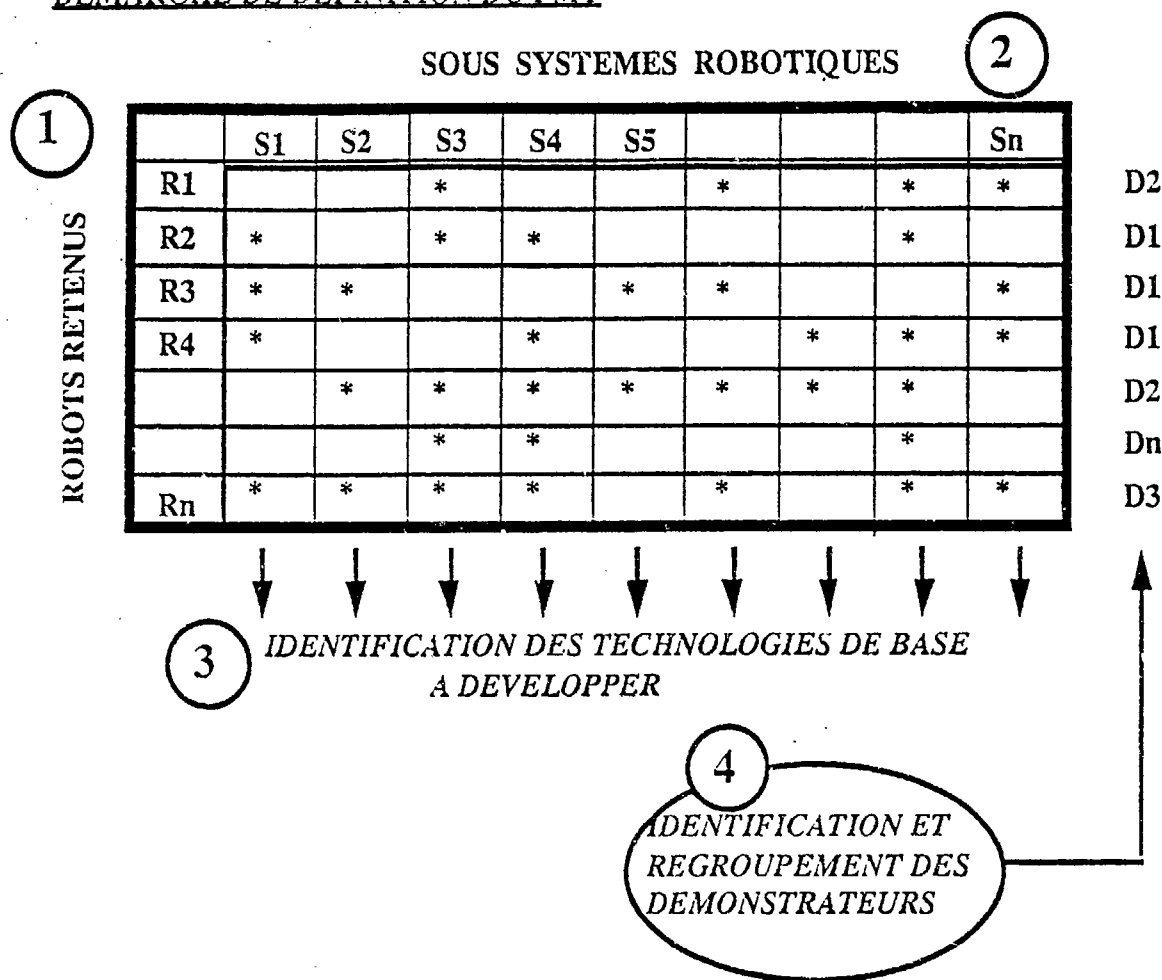 SOUS SYSTEMES ROBOTIQUES 2
1
S1 S2 S3 S4 S5 Sn
R1 * * * * D2
R2 * * * * D1
R3 * * * * * D1
R4 * * * * * D1
* * * * * * * D2
* * * Dn
Rn * * * * * * * D3
ROBOTS RETENUS
3 IDENTIFICATION DES TECHNOLOGIES DE BASE
A DEVELOPPER
4
IDENTIFICATION ET
REGROUPEMENT DES
DEMONSTRATEURS